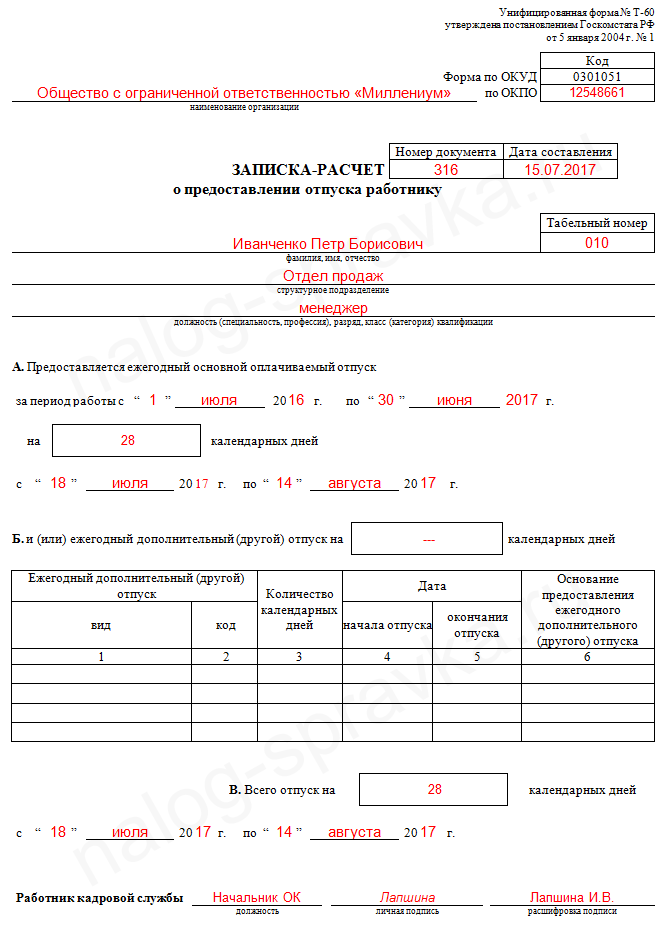 Унифицированная форма № Т-60
утверждена постановлением Госкомстата РФ
от 5 января 2004 г. № 1
Код
Форма по ОКУД 0301051
Общество с ограниченной ответственностью «Миллениум» по ОКПО 12548661
наименование организации
Номер документа Дата составления
ЗАПИСКА-РАСЧЕТ 316 15.07.2017
о предоставлении отпуска работнику
Табельный номер
Иванченко Петр Борисович 010
фамилия, имя, отчество
Отдел продаж
структурное подразделение
менеджер
должность (специальность, профессия), разряд, класс (категория) квалификации
А. Предоставляется ежегодный основной оплачиваемый отпуск
за период работы с “ 1 ” июля 2016 г. по “ 30 ” июня 2017 г.
на 28 календарных дней
с “ 18 ” июля 2017 г. по “ 14 ” августа 2017 г.
Б. и (или) ежегодный дополнительный (другой) отпуск на --- календарных дней
Ежегодный дополнительный (другой) отпуск
вид
код
Количество календарных дней
Дата
начала отпуска
окончания отпуска
Основание предоставления ежегодного дополнительного (другого) отпуска
1 2 3 4 5 6
В. Всего отпуск на 28 календарных дней
с “ 18 ” июля 2017 г. по “ 14 ” августа 2017 г.
Работник кадровой службы Начальник ОК Лапшина Лапшина И.В.
должность личная подпись расшифровка подписи
nalog-spravka.ru
nalog-spravka.ru